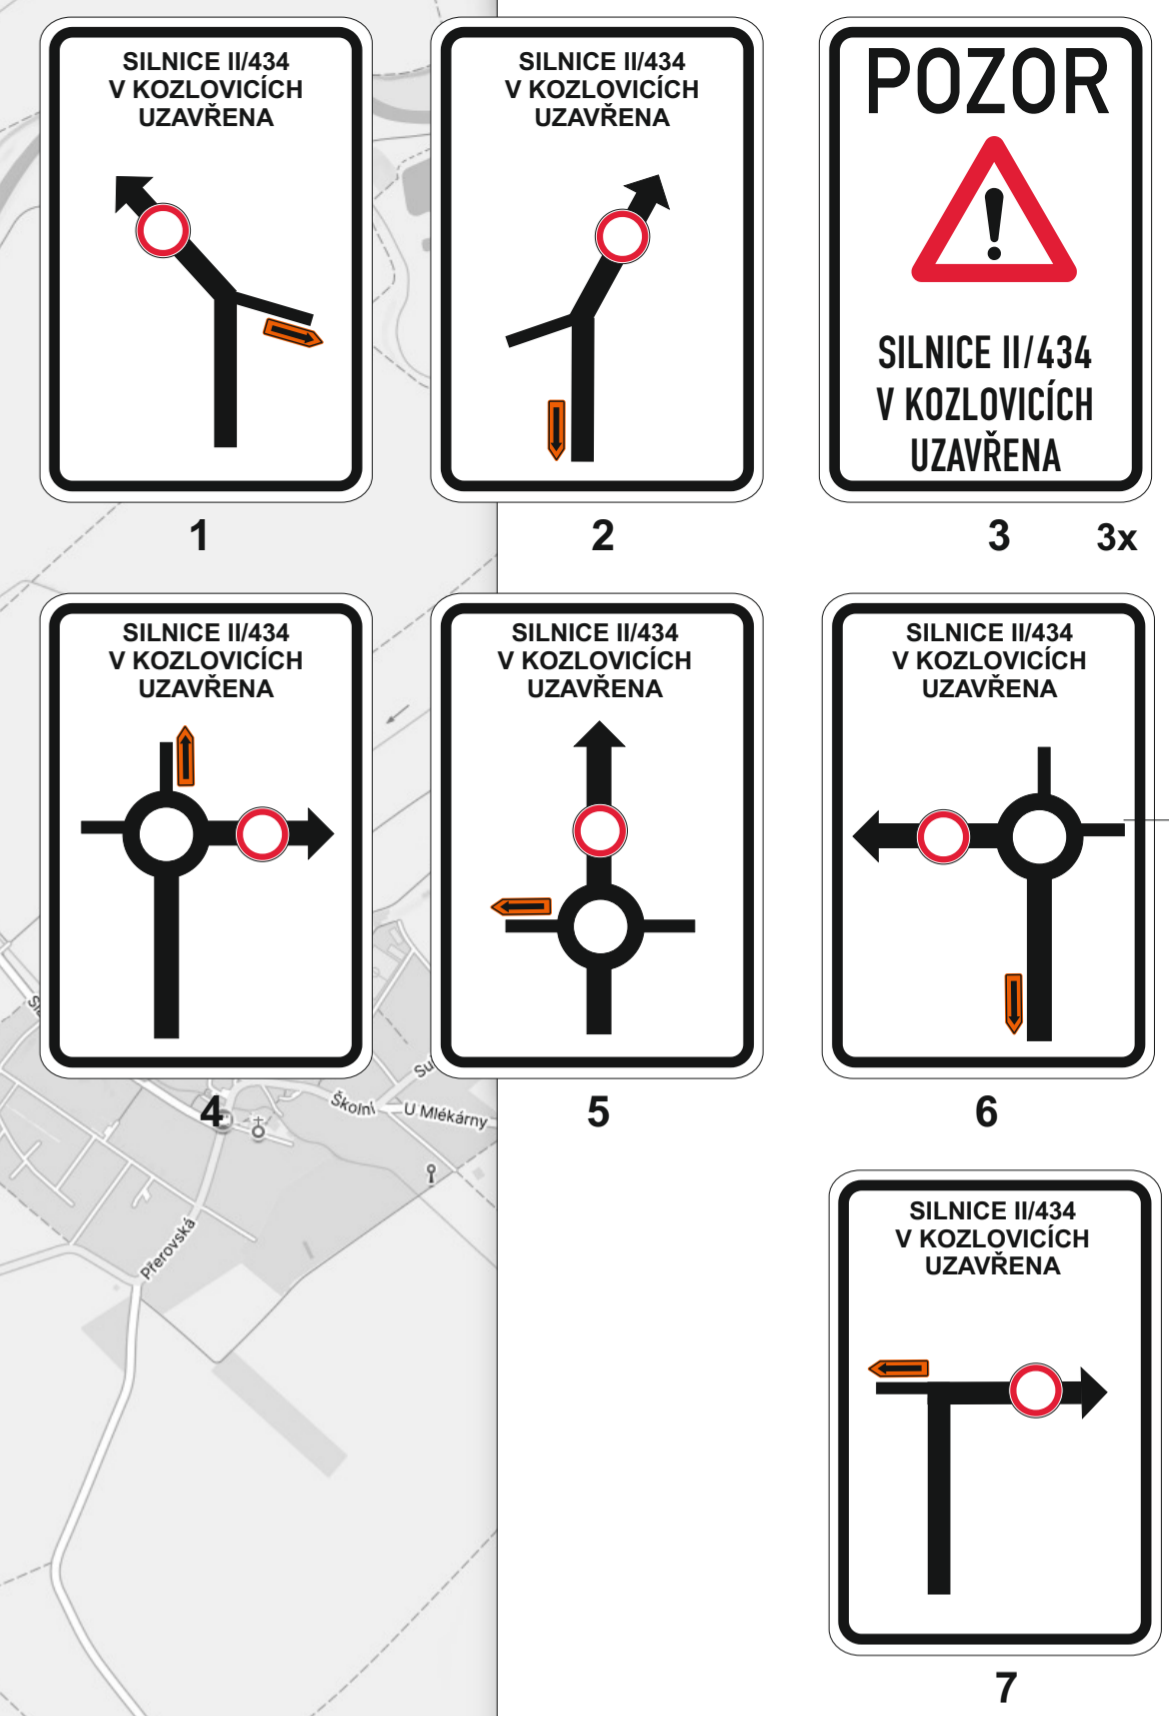 SILNICE II/434
V KOZLOVICÍCH
UZAVŘENA
1
SILNICE II/434
V KOZLOVICÍCH
UZAVŘENA
2
POZOR
SILNICE II/434
V KOZLOVICÍCH
UZAVŘENA
3 3x
SILNICE II/434
V KOZLOVICÍCH
UZAVŘENA
4
SILNICE II/434
V KOZLOVICÍCH
UZAVŘENA
5
SILNICE II/434
V KOZLOVICÍCH
UZAVŘENA
6
Školní
U Mlékárny
Přerovská
SILNICE II/434
V KOZLOVICÍCH
UZAVŘENA
7